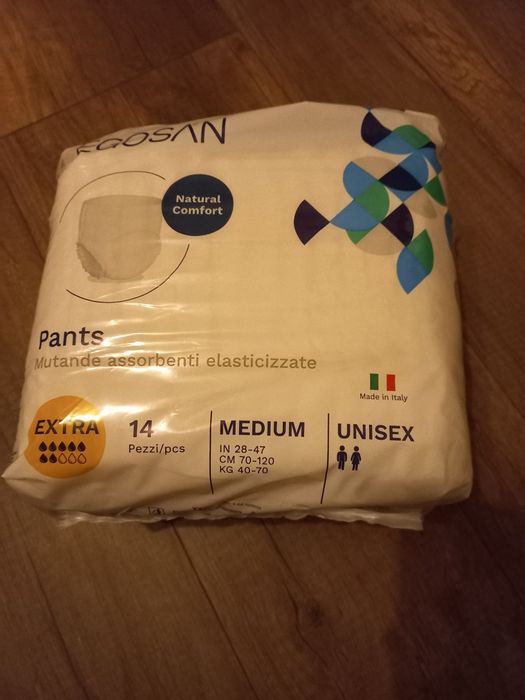 EGOSAN
Natural
Comfort
Pants
Mutande assorbenti elasticizzate
Made in Italy
EXTRA
14
Pezzi/pcs
MEDIUM
IN 28-47
CM 70-120
KG 40-70
UNISEX